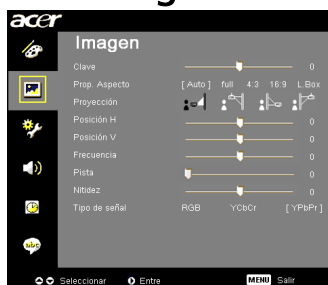 acer
Imagen
Clave 0
Prop. Aspecto [ Auto ] full 4:3 16:9 L.Box
Proyección
Posición H 0
Posición V 0
Frecuencia 0
Pista 0
Nitidez 0
Tipo de señal RGB YCbCr [ YPbPr ]
abc
Seleccionar Entre MENU Salir